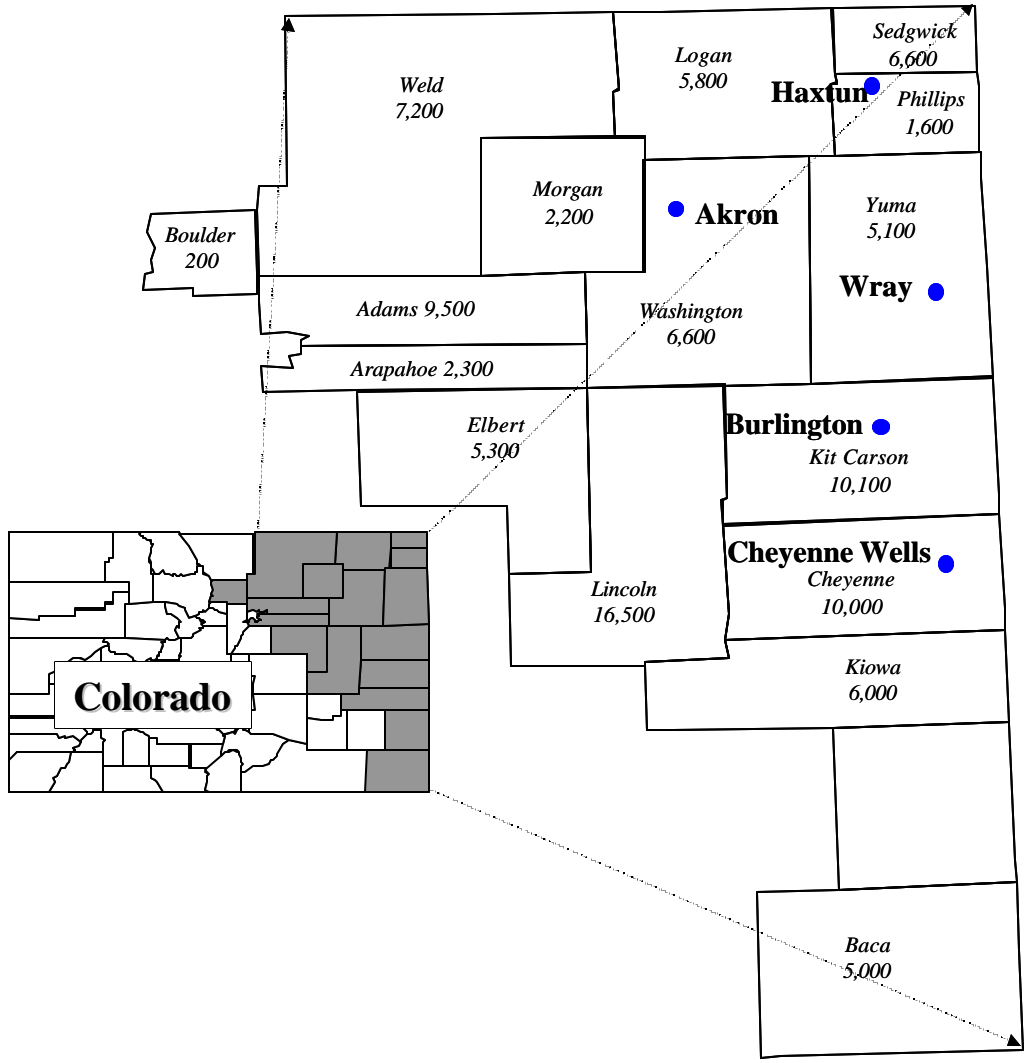 Sedgwick
6,600
Logan
5,800
Weld
7,200
Haxtun
Phillips
1,600
Morgan
2,200
Akron
Yuma
5,100
Boulder
200
Wray
Adams 9,500
Washington
6,600
Arapahoe 2,300
Elbert
5,300
Burlington
Kit Carson
10,100
Cheyenne Wells
Cheyenne
10,000
Lincoln
16,500
Kiowa
6,000
Colorado
Baca
5,000